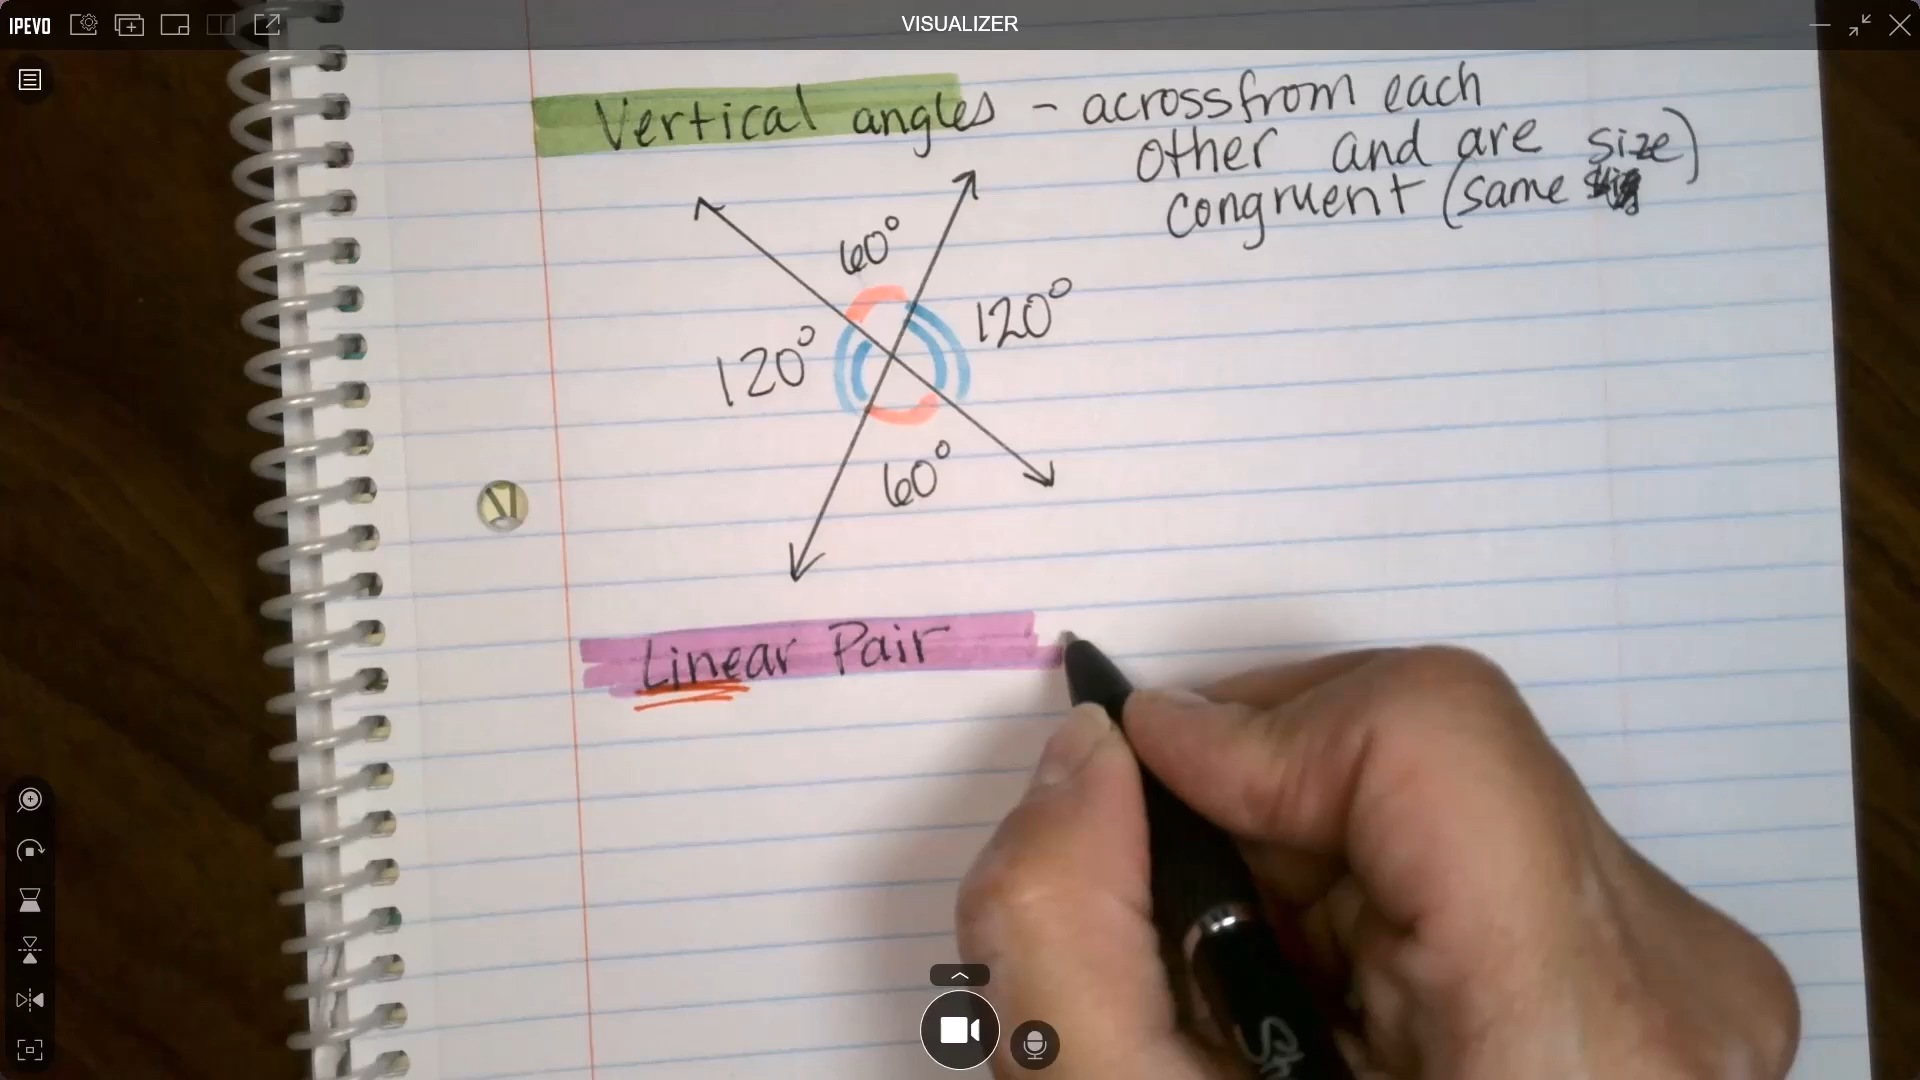 IPEVO
VISUALIZER
Vertical angles - across from each
other and are size)
congruent (same
60°
120°
120°
60°
Linear Pair